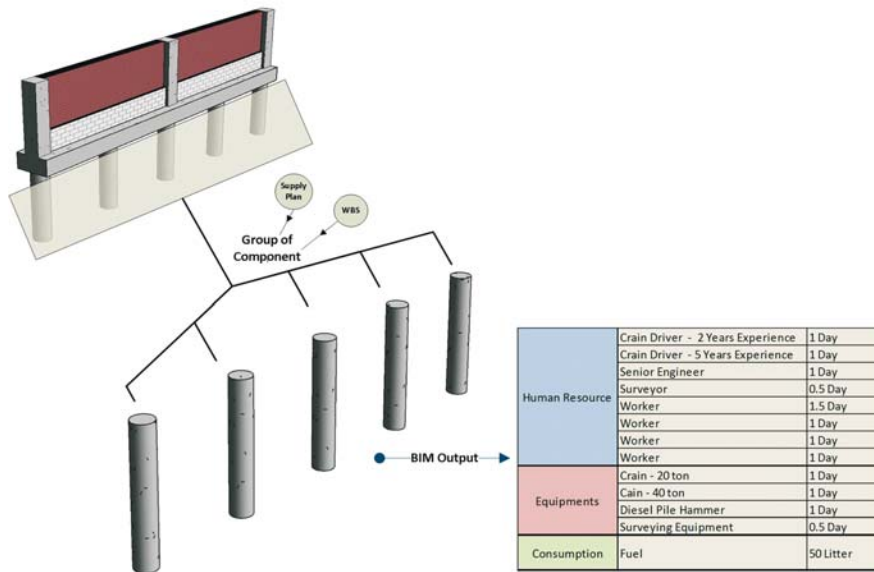 Supply
Plan
WBS
Group of
Component
BIM Output
Human Resource
Crain Driver - 2 Years Experience 1 Day
Crain Driver - 5 Years Experience 1 Day
Senior Engineer 1 Day
Surveyor 0.5 Day
Worker 1.5 Day
Worker 1 Day
Worker 1 Day
Worker 1 Day
Equipments
Crain - 20 ton 1 Day
Cain - 40 ton 1 Day
Diesel Pile Hammer 1 Day
Surveying Equipment 0.5 Day
Consumption Fuel 50 Litter